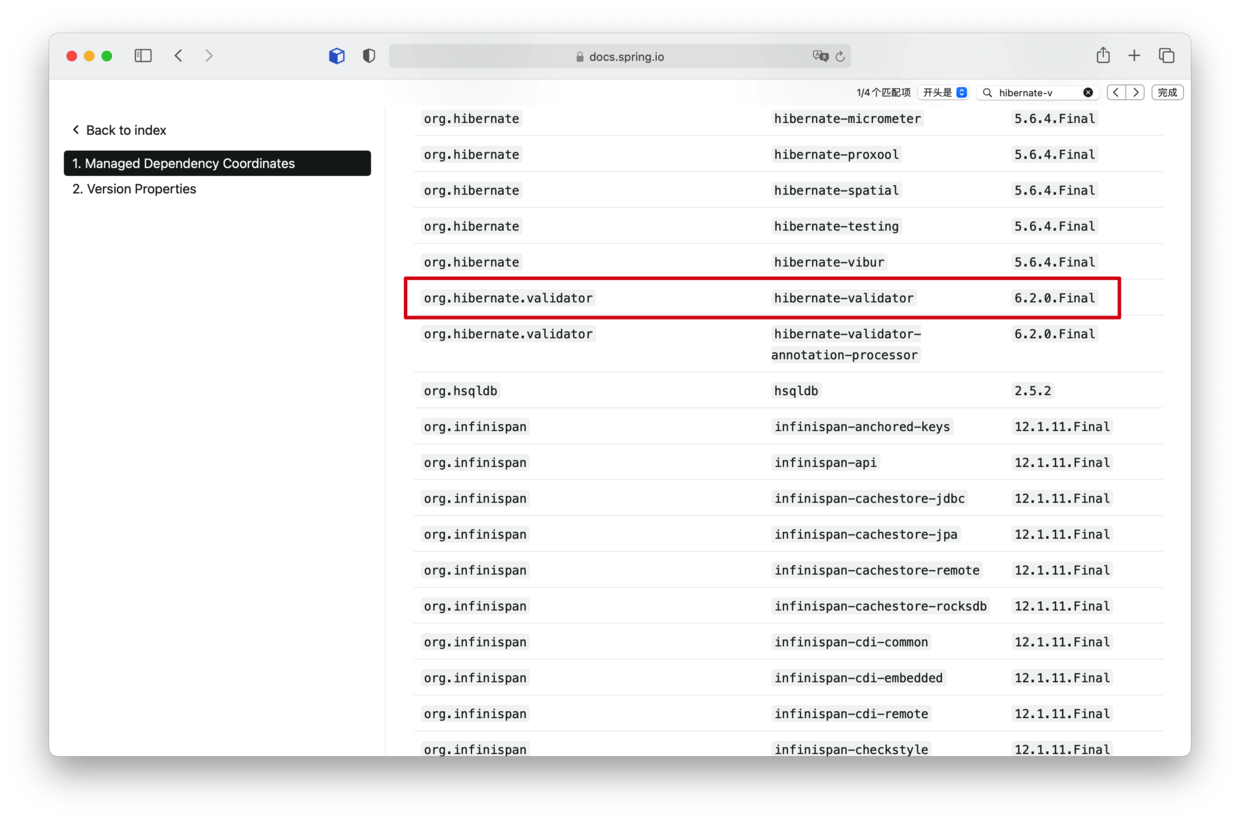 docs.spring.io
1/4个匹配项 开头是 hibernate-v 完成
Back to index
1. Managed Dependency Coordinates
2. Version Properties
org.hibernate hibernate-micrometer 5.6.4.Final
org.hibernate hibernate-proxool 5.6.4.Final
org.hibernate hibernate-spatial 5.6.4.Final
org.hibernate hibernate-testing 5.6.4.Final
org.hibernate hibernate-vibur 5.6.4.Final
org.hibernate.validator hibernate-validator 6.2.0.Final
org.hibernate.validator hibernate-validator- 6.2.0.Final
annotation-processor
org.hsqldb hsqldb 2.5.2
org.infinispan infinispan-anchored-keys 12.1.11.Final
org.infinispan infinispan-api 12.1.11.Final
org.infinispan infinispan-cachestore-jdbc 12.1.11.Final
org.infinispan infinispan-cachestore-jpa 12.1.11.Final
org.infinispan infinispan-cachestore-remote 12.1.11.Final
org.infinispan infinispan-cachestore-rocksdb 12.1.11.Final
org.infinispan infinispan-cdi-common 12.1.11.Final
org.infinispan infinispan-cdi-embedded 12.1.11.Final
org.infinispan infinispan-cdi-remote 12.1.11.Final
org.infinispan infinispan-checkstyle 12.1.11.Final